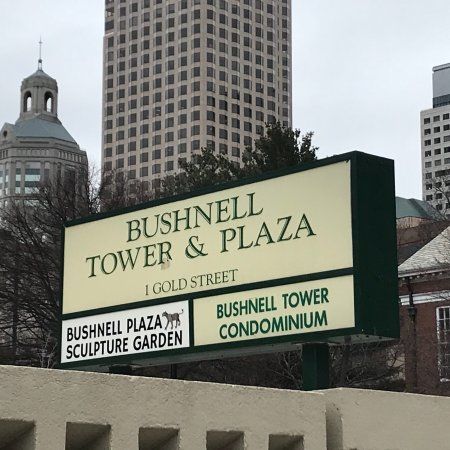 BUSHNELL
TOWER & PLAZA
1 GOLD STREET
BUSHNELL PLAZA
SCULPTURE GARDEN
BUSHNELL TOWER
CONDOMINIUM